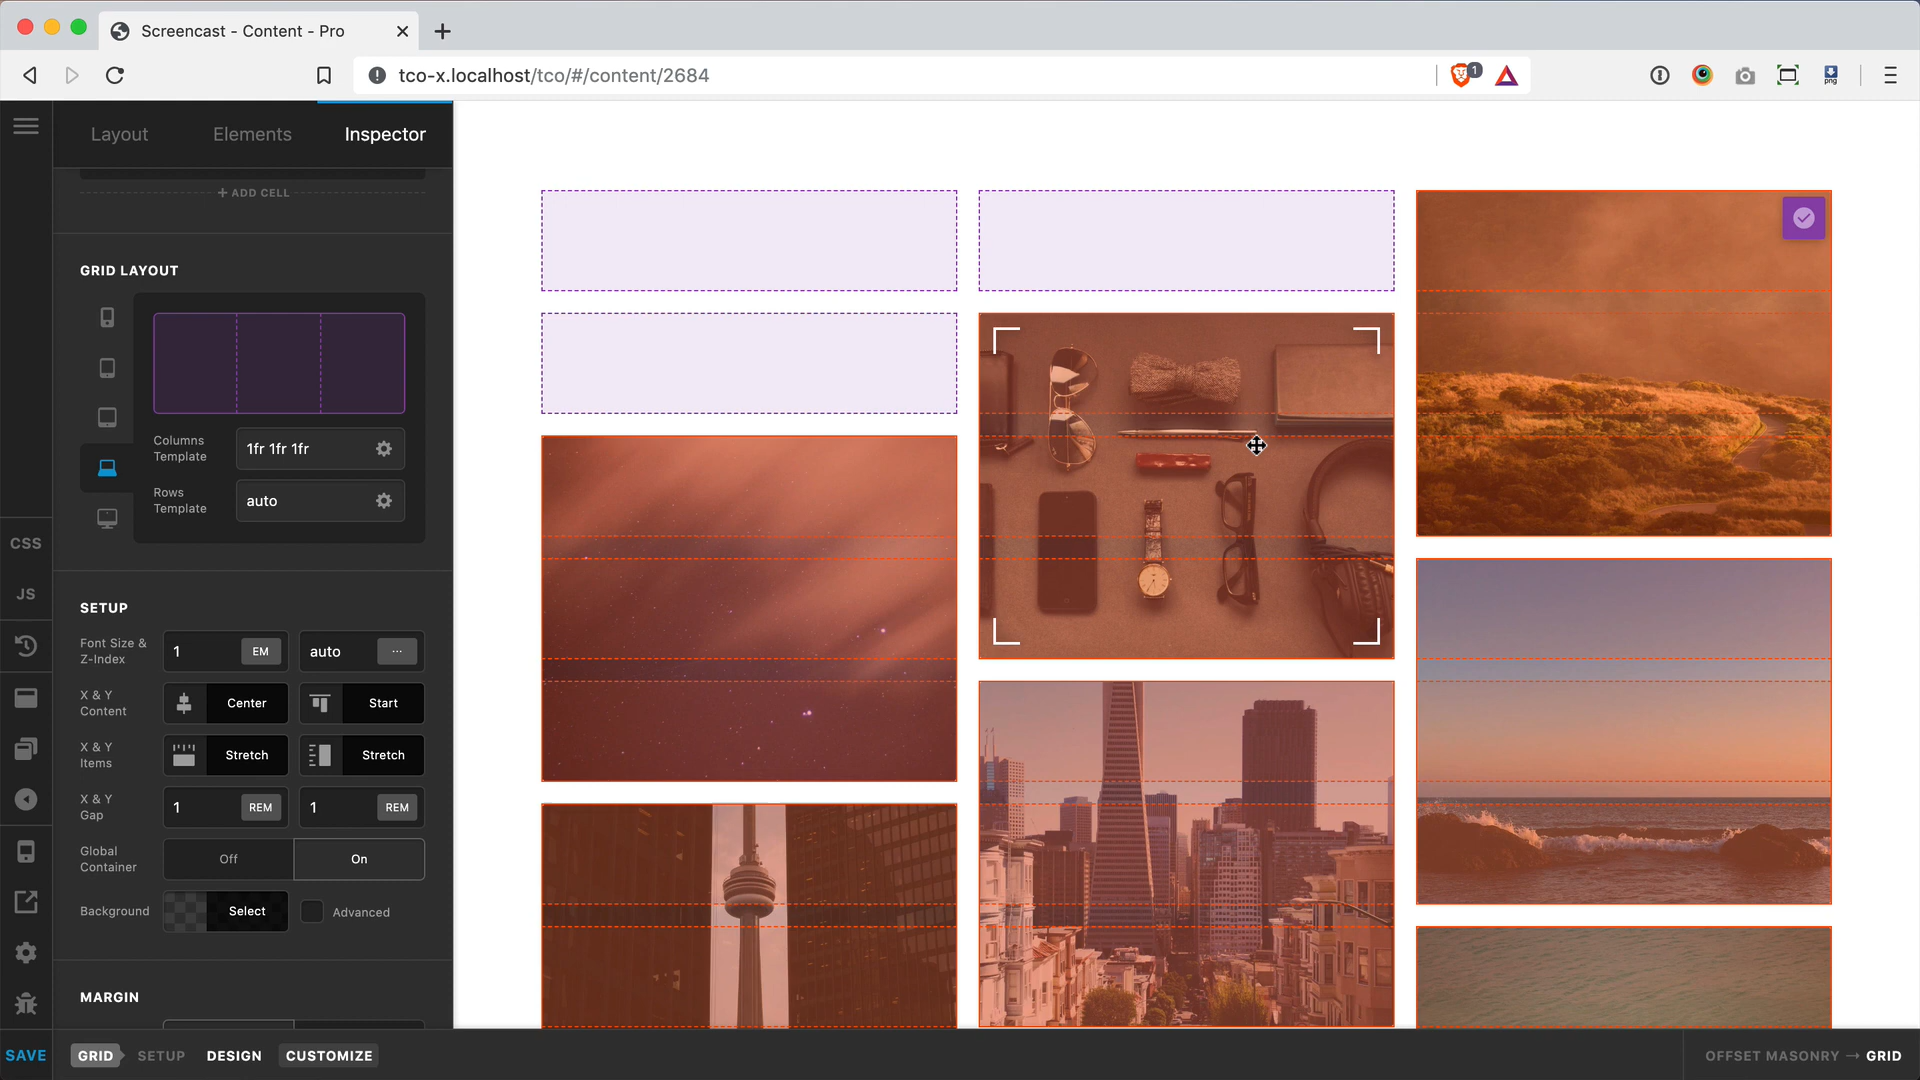 Screencast - Content - Pro
tco-x.localhost/tco/#/content/2684
1
png
Layout
Elements
Inspector
+ ADD CELL
GRID LAYOUT
Columns Template
1fr 1fr 1fr
Rows Template
auto
CSS
JS
SETUP
Font Size & Z-Index
1
EM
auto
...
X & Y Content
Center
Start
X & Y Items
Stretch
Stretch
X & Y Gap
1
REM
1
REM
Global Container
Off
On
Background
Select
Advanced
MARGIN
SAVE
GRID
SETUP
DESIGN
CUSTOMIZE
OFFSET MASONRY → GRID